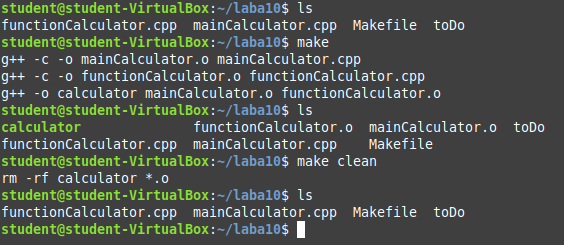 student@student-VirtualBox:~/laba10$ ls
functionCalculator.cpp  mainCalculator.cpp  Makefile  toDo
student@student-VirtualBox:~/laba10$ make
g++ -c -o mainCalculator.o mainCalculator.cpp
g++ -c -o functionCalculator.o functionCalculator.cpp
g++ -o calculator mainCalculator.o functionCalculator.o
student@student-VirtualBox:~/laba10$ ls
calculator              functionCalculator.o  mainCalculator.o  toDo
functionCalculator.cpp  mainCalculator.cpp    Makefile
student@student-VirtualBox:~/laba10$ make clean
rm -rf calculator *.o
student@student-VirtualBox:~/laba10$ ls
functionCalculator.cpp  mainCalculator.cpp  Makefile  toDo
student@student-VirtualBox:~/laba10$